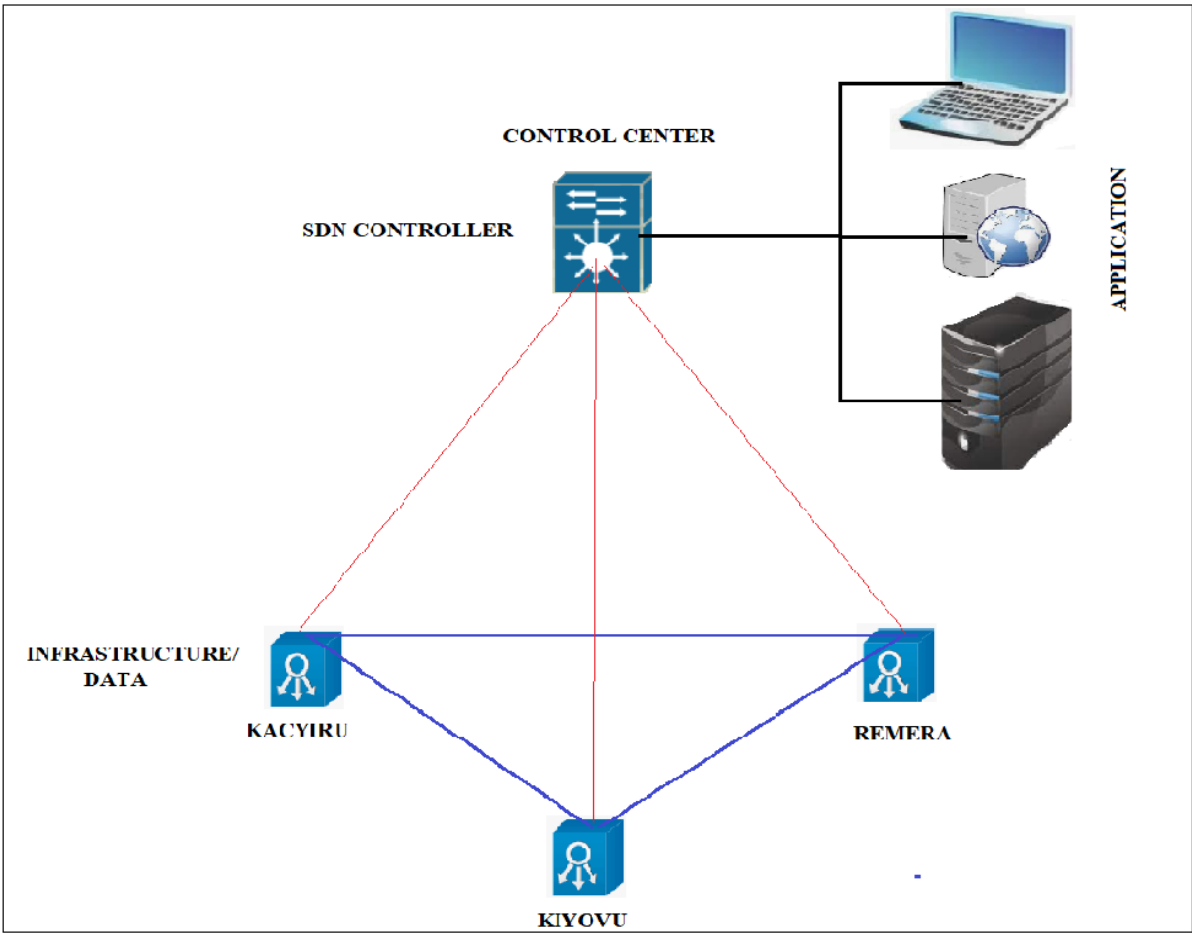 CONTROL CENTER
SDN CONTROLLER
APPLICATION
INFRASTRUCTURE/
DATA
KACYIRU
REMERA
KIYOVU